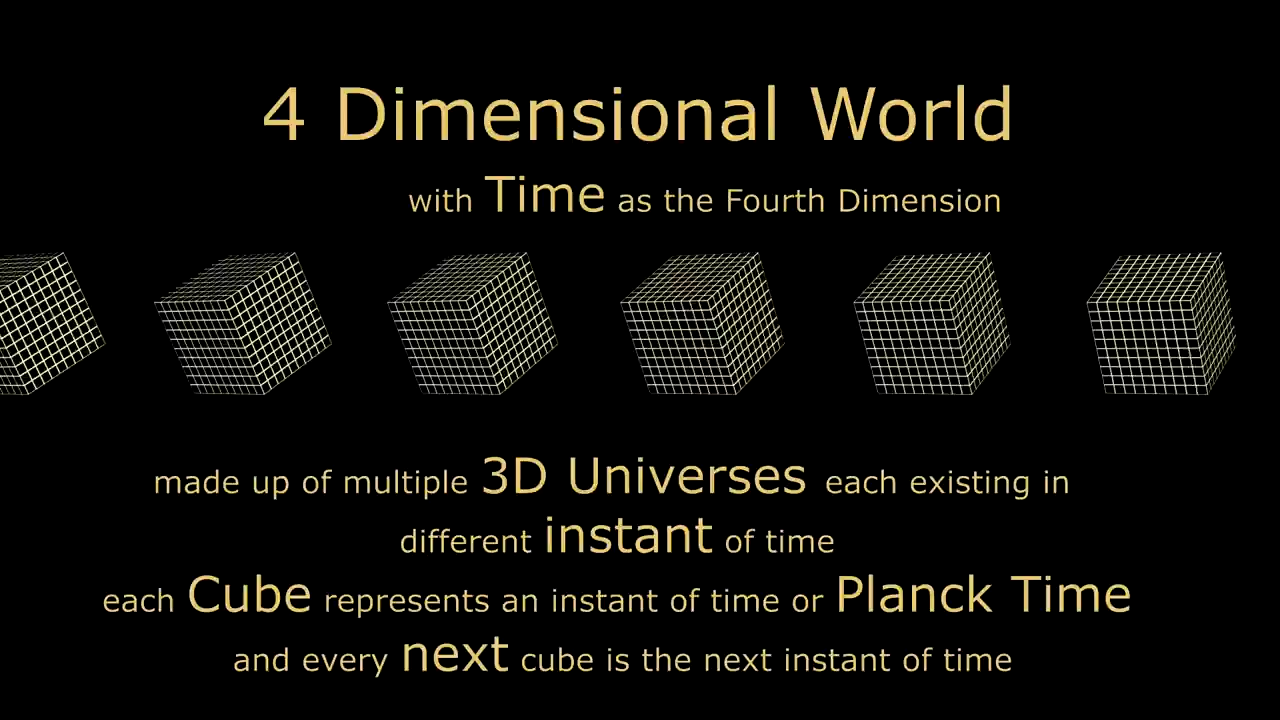 4 Dimensional World
with Time as the Fourth Dimension
made up of multiple 3D Universes each existing in
different instant of time
each Cube represents an instant of time or Planck Time
and every next cube is the next instant of time